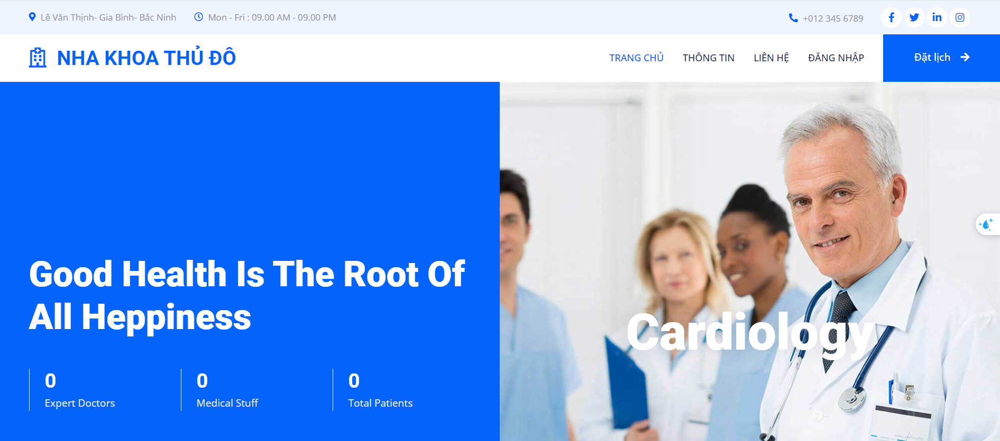 Lê Văn Thịnh- Gia Bình- Bắc Ninh
Mon - Fri : 09.00 AM - 09.00 PM
+012 345 6789
NHA KHOA THỦ ĐÔ
TRANG CHỦ
THÔNG TIN
LIÊN HỆ
ĐĂNG NHẬP
Đặt lịch
Good Health Is The Root Of
All Heppiness
0
Expert Doctors
0
Medical Stuff
0
Total Patients
Cardiology